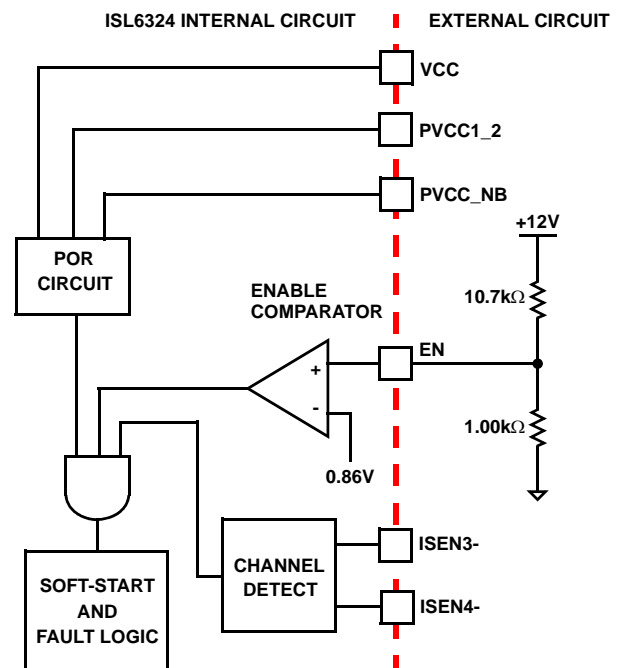 ISL6324 INTERNAL CIRCUIT
EXTERNAL CIRCUIT
VCC
PVCC1_2
PVCC_NB
+12V
POR
CIRCUIT
10.7kΩ
ENABLE
COMPARATOR
EN
+
-
1.00kΩ
0.86V
ISEN3-
CHANNEL
DETECT
ISEN4-
SOFT-START
AND
FAULT LOGIC